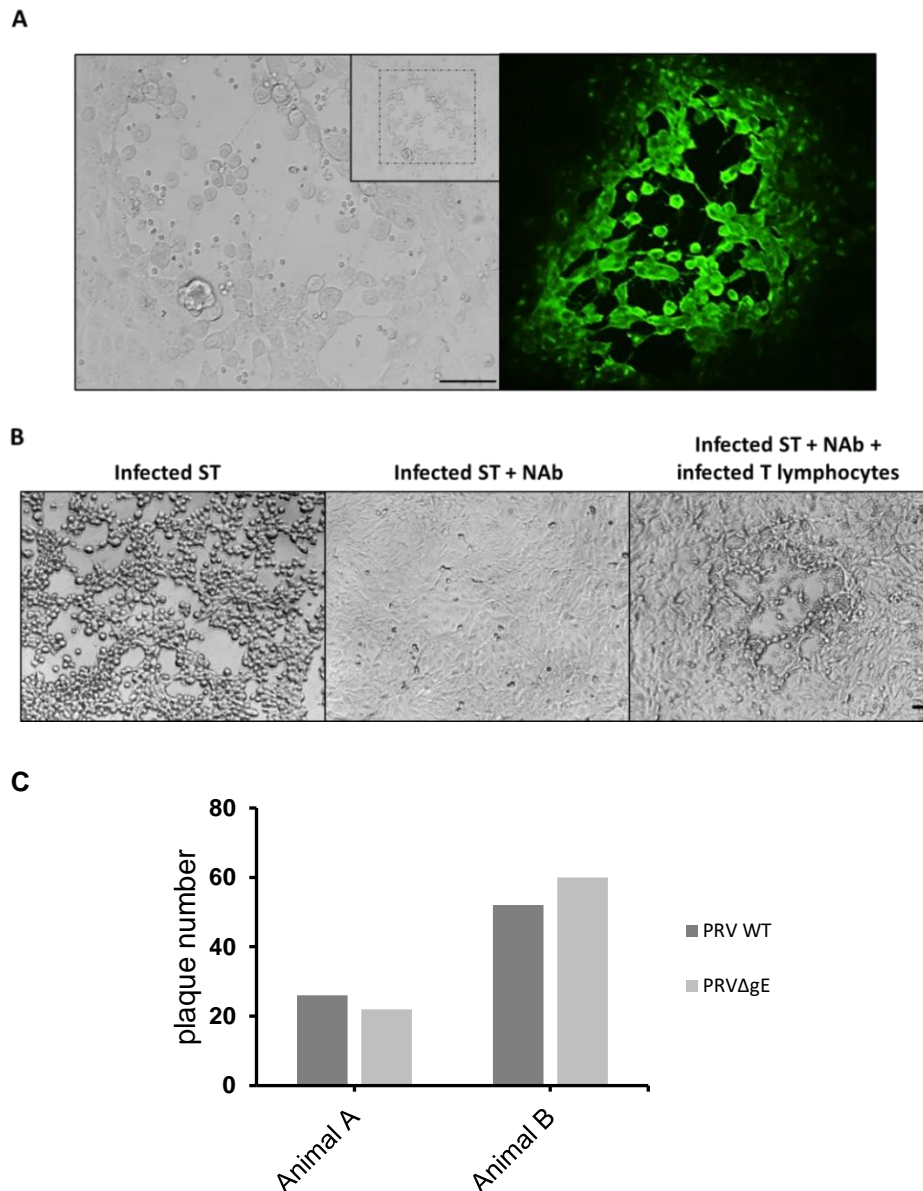 A
B
Infected ST
Infected ST + NAb
Infected ST + NAb +
infected T lymphocytes
C
80
60
40
20
0
plaque number
PRV WT
PRVΔgE
Animal A
Animal B